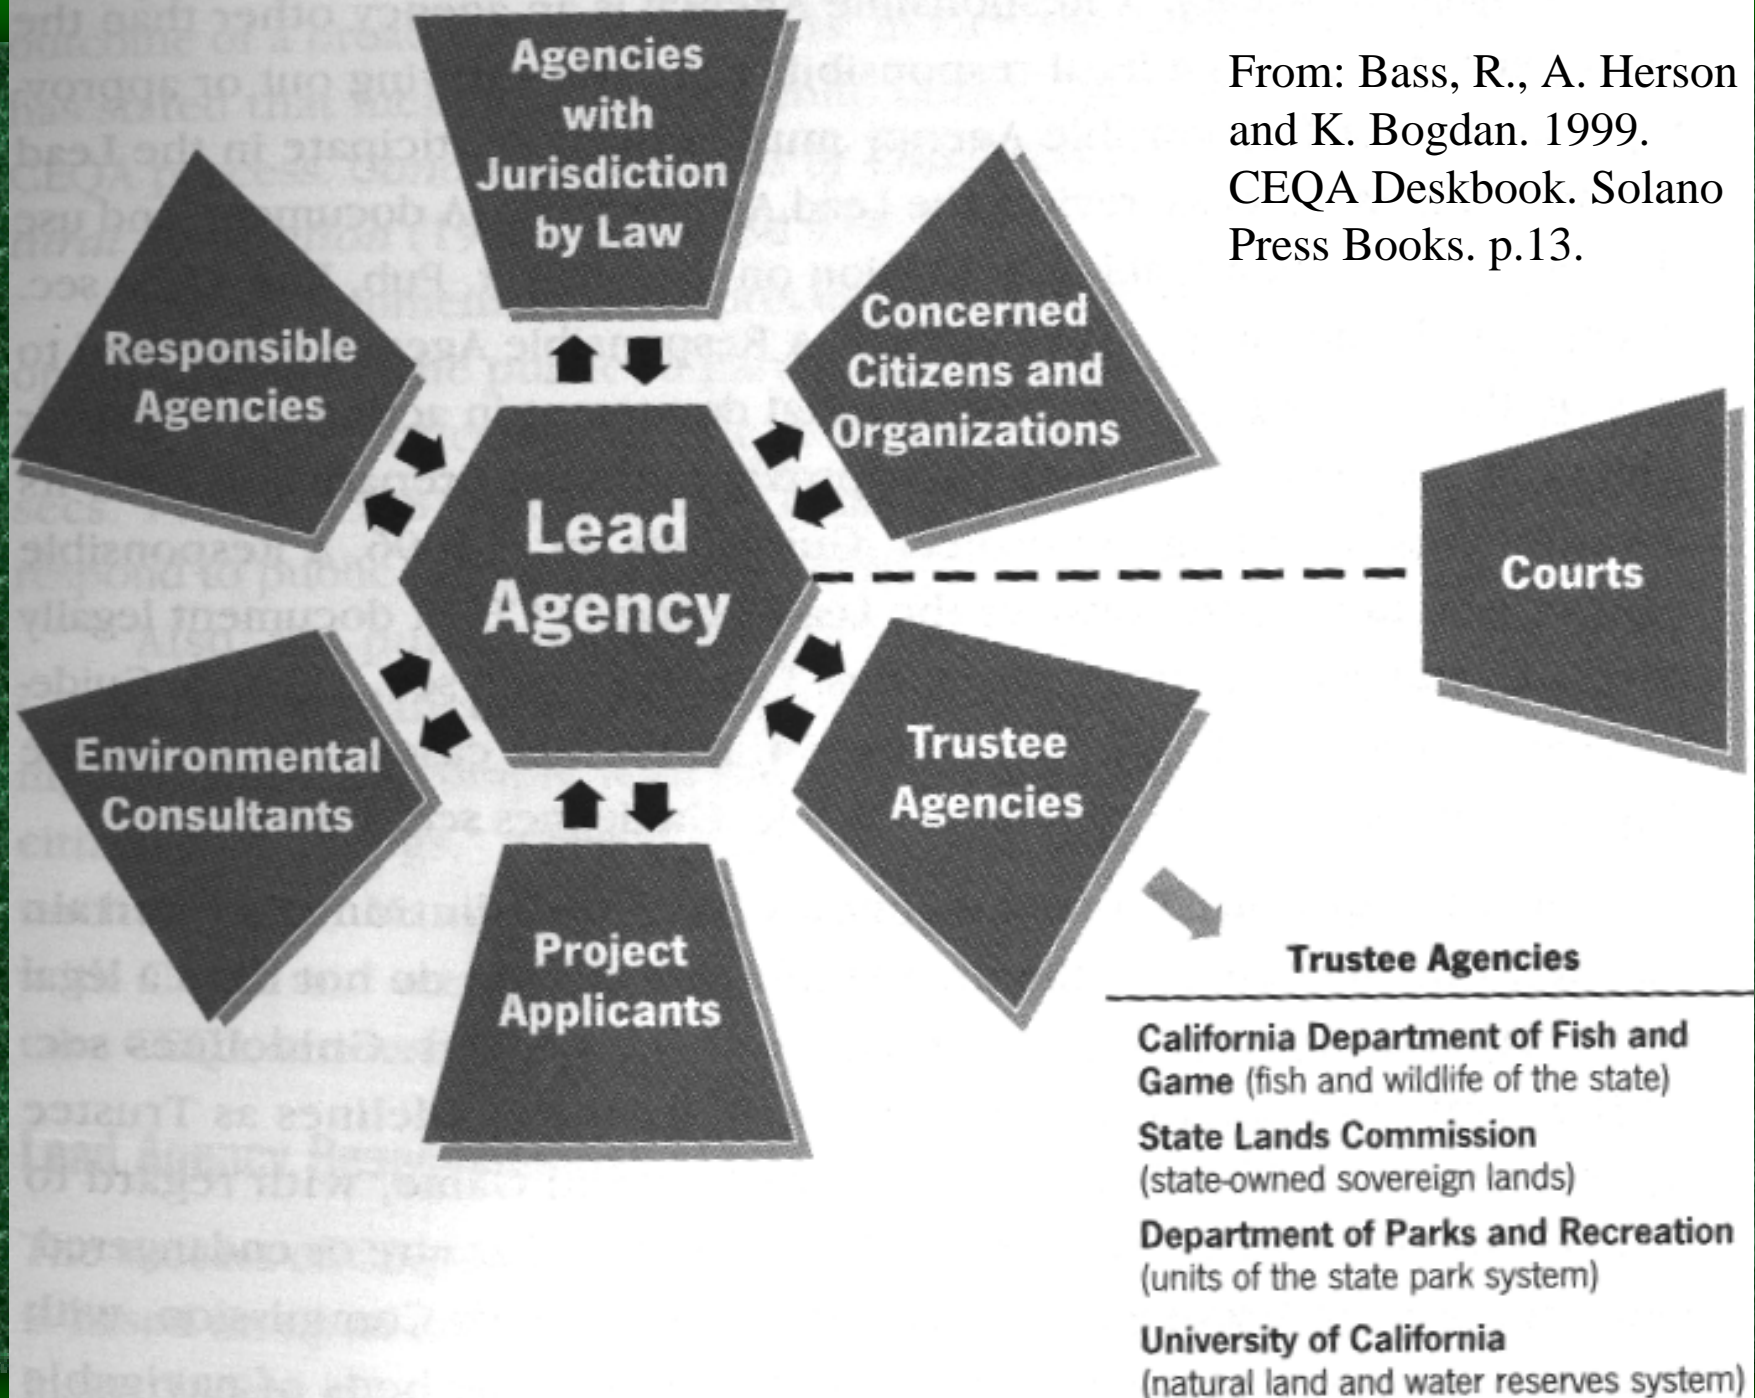 Agencies
with
Jurisdiction
by Law
From: Bass, R., A. Herson
and K. Bogdan. 1999.
CEQA Deskbook. Solano
Press Books. p.13.
Responsible
Agencies
Concerned
Citizens and
Organizations
Lead
Agency
Courts
Environmental
Consultants
Trustee
Agencies
Project
Applicants
Trustee Agencies
California Department of Fish and
Game (fish and wildlife of the state)
State Lands Commission
(state-owned sovereign lands)
Department of Parks and Recreation
(units of the state park system)
University of California
(natural land and water reserves system)